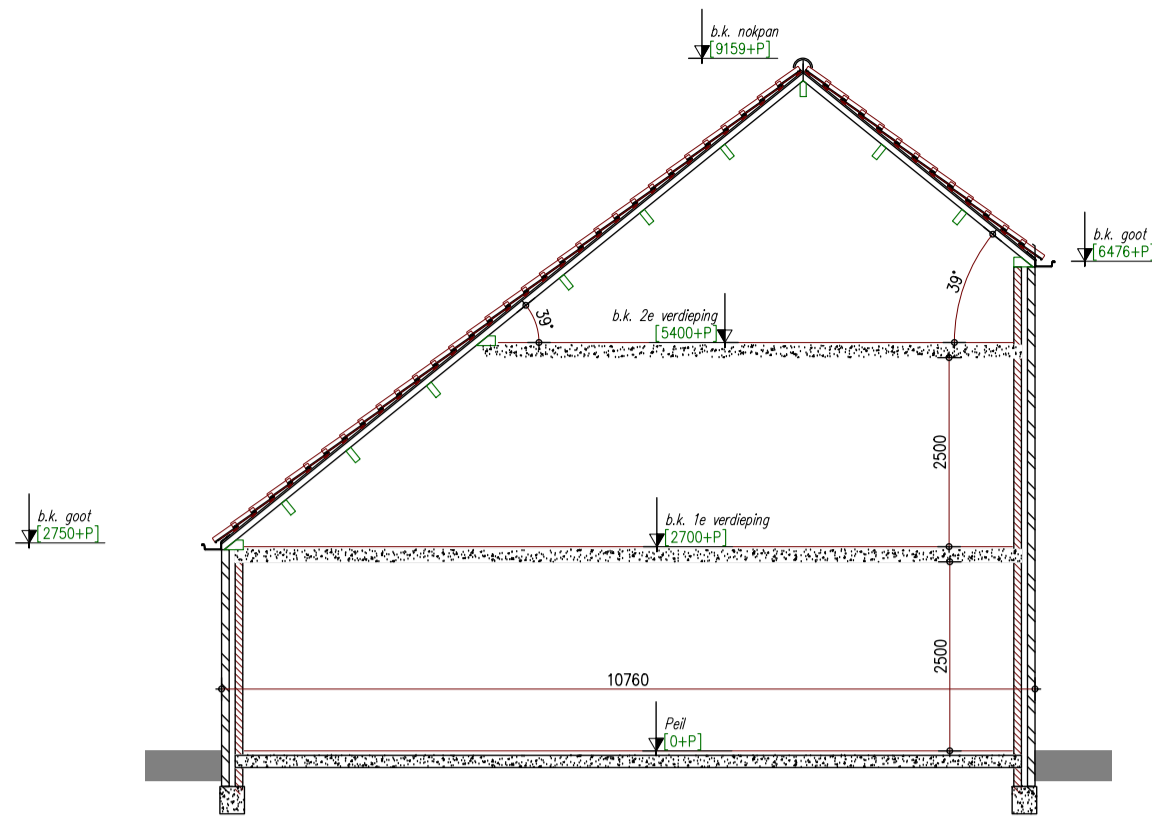 b.k. nokpan
[9159+P]
b.k. goot
[6476+P]
39°
39°
b.k. 2e verdieping
[5400+P]
2500
b.k. goot
[2750+P]
b.k. 1e verdieping
[2700+P]
2500
10760
Peil
[0+P]